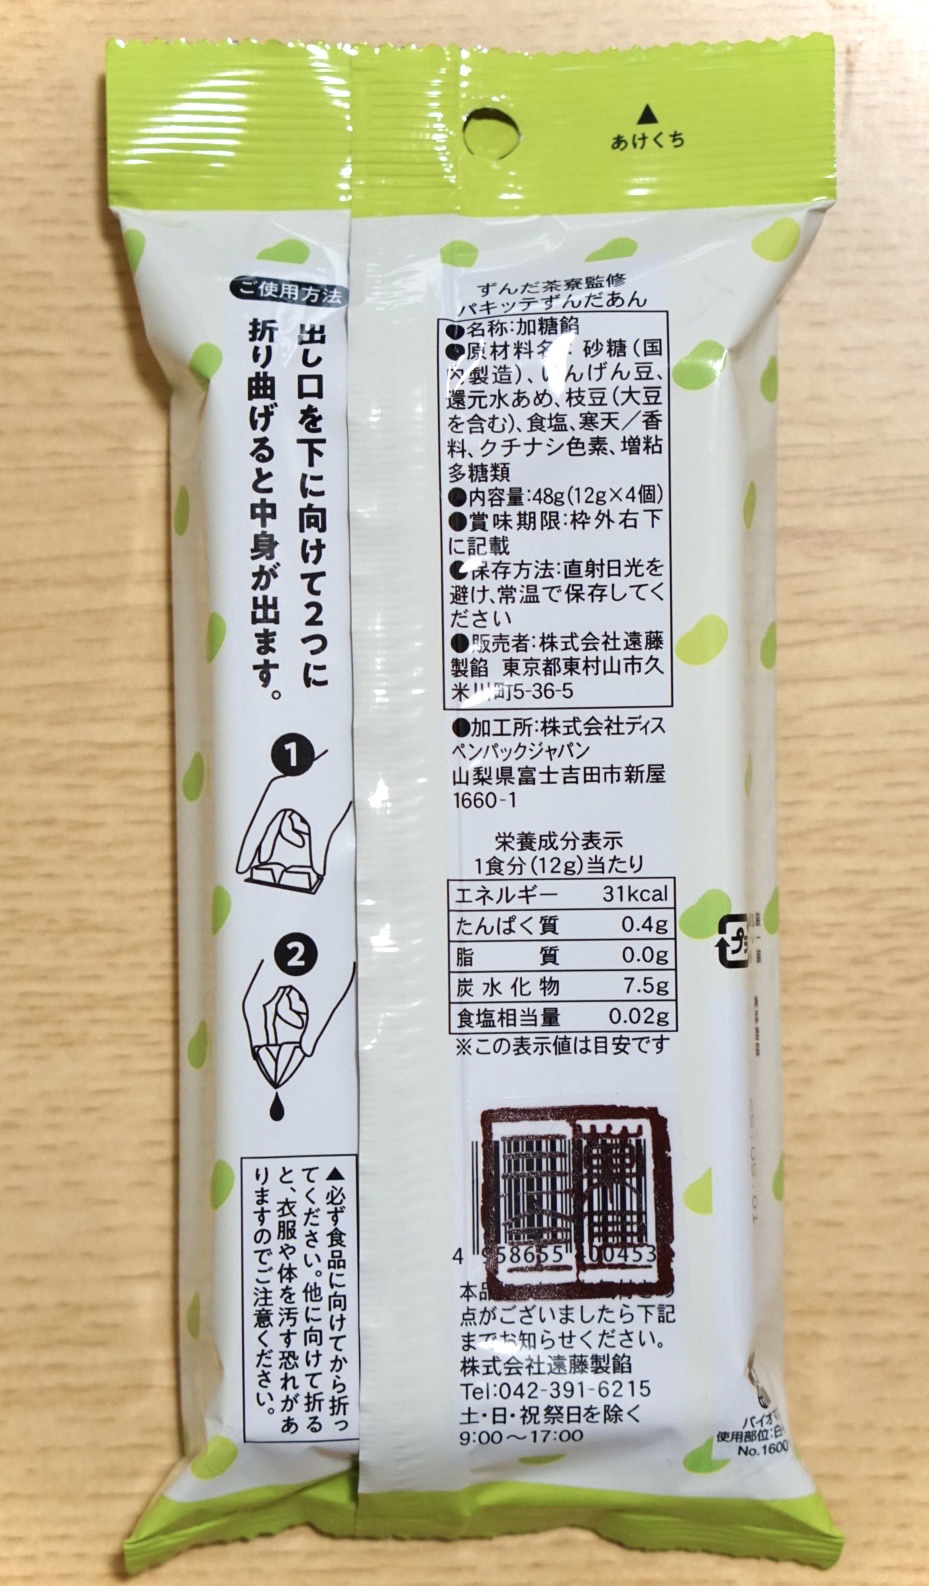 あけくち
ご使用方法
出し口を下に向けて2つに
折り曲げると中身が出ます。
1
2
▲必ず食品に向けてから折っ
てください。他に向けて折る
と、衣服や体を汚す恐れがあ
りますのでご注意ください。
ずんだ茶寮監修
パキッテずんだあん
●名称:加糖餡
●原材料名:砂糖(国
内製造)、いんげん豆、
還元水あめ、枝豆(大豆
を含む)、食塩、寒天／香
料、クチナシ色素、増粘
多糖類
●内容量:48g(12g×4個)
●賞味期限:枠外右下
に記載
●保存方法:直射日光を
避け、常温で保存してく
ださい
●販売者:株式会社遠藤
製餡 東京都東村山市久
米川町5-36-5
●加工所:株式会社ディス
ペンパックジャパン
山梨県富士吉田市新屋
1660-1
栄養成分表示
1食分(12g)当たり
エネルギー 31kcal
たんぱく質 0.4g
脂質 0.0g
炭水化物 7.5g
食塩相当量 0.02g
※この表示値は目安です
プラ
4 958655 400453
本品
点がございましたら下記
までお知らせください。
株式会社遠藤製餡
Tel:042-391-6215
土・日・祝祭日を除く
9:00～17:00
バイオマ
使用部位:
No.1600